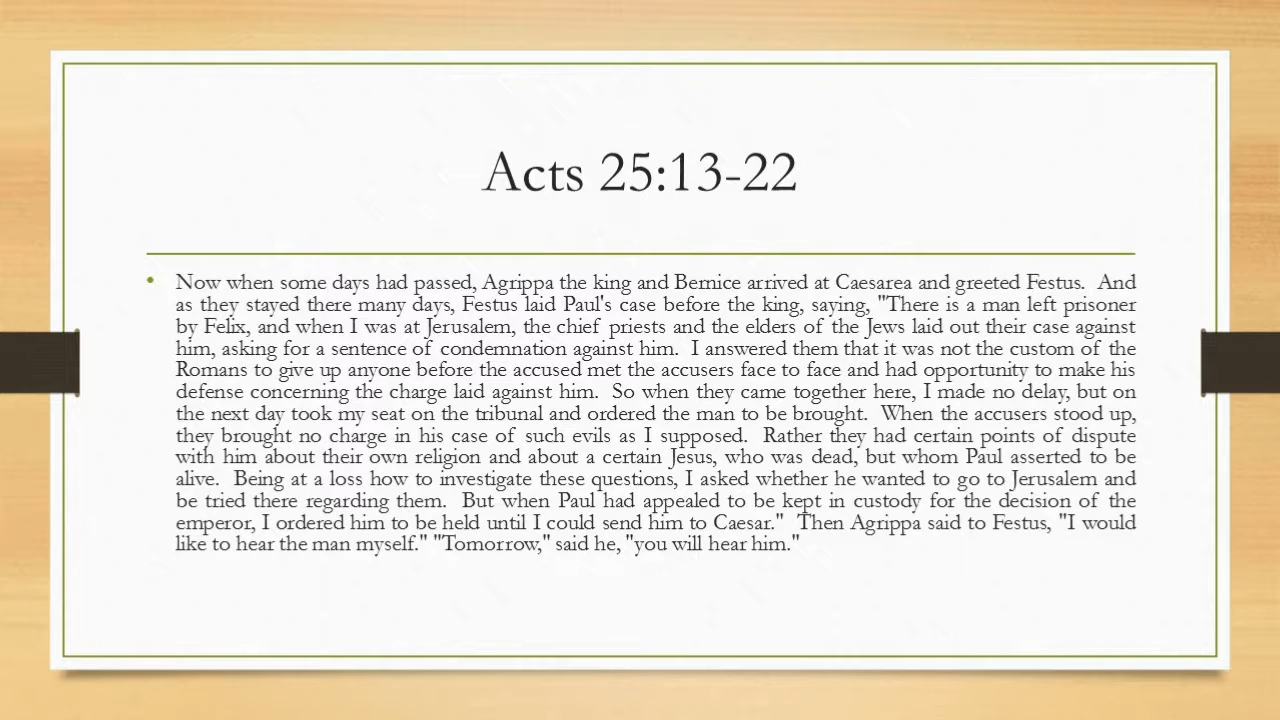 Acts 25:13-22
• Now when some days had passed, Agrippa the king and Bernice arrived at Caesarea and greeted Festus.  And
as they stayed there many days, Festus laid Paul's case before the king, saying, "There is a man left prisoner
by Felix, and when I was at Jerusalem, the chief priests and the elders of the Jews laid out their case against
him, asking for a sentence of condemnation against him.  I answered them that it was not the custom of the
Romans to give up anyone before the accused met the accusers face to face and had opportunity to make his
defense concerning the charge laid against him.  So when they came together here, I made no delay, but on
the next day took my seat on the tribunal and ordered the man to be brought.  When the accusers stood up,
they brought no charge in his case of such evils as I supposed.  Rather they had certain points of dispute
with him about their own religion and about a certain Jesus, who was dead, but whom Paul asserted to be
alive.  Being at a loss how to investigate these questions, I asked whether he wanted to go to Jerusalem and
be tried there regarding them.  But when Paul had appealed to be kept in custody for the decision of the
emperor, I ordered him to be held until I could send him to Caesar."  Then Agrippa said to Festus, "I would
like to hear the man myself." "Tomorrow," said he, "you will hear him."